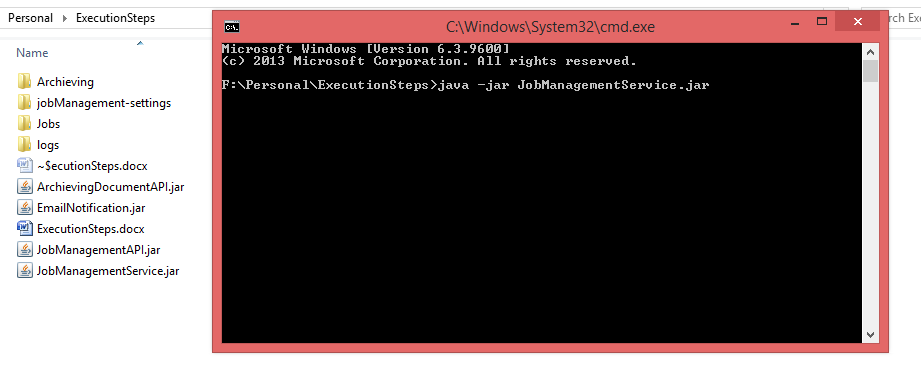 Personal ExecutionSteps
Name
Archieving
jobManagement-settings
Jobs
logs
~$ecutionSteps.docx
ArchievingDocumentAPI.jar
EmailNotification.jar
ExecutionSteps.docx
JobManagementAPI.jar
JobManagementService.jar
C:\Windows\System32\cmd.exe
Microsoft Windows [Version 6.3.9600]
(c) 2013 Microsoft Corporation. All rights reserved.
F:\Personal\ExecutionSteps>java -jar JobManagementService.jar